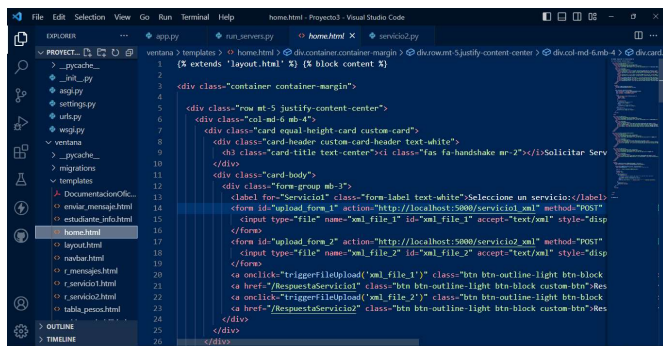 File Edit Selection View Go Run Terminal Help home.html - Proyecto3 - Visual Studio Code
EXPLORER ...
app.py run_servers.py home.html servicio2.py
PROYECT...
ventana > templates > home.html > div.container.container-margin > div.row.mt-5.justify-content-center > div.col-md-6.mb-4 > div.card.
__pycache__
__init__.py
asgi.py
settings.py
urls.py
wsgi.py
ventana
__pycache__
migrations
templates
DocumentacionOfic...
enviar_mensaje.html
estudiante_info.html
home.html
layout.html
navbar.html
r_mensajes.html
r_servicio1.html
r_servicio2.html
tabla_pesos.html
OUTLINE
TIMELINE
1 {% extends 'layout.html' %} {% block content %}
2
3 <div class="container container-margin">
4
5 <div class="row mt-5 justify-content-center">
6 <div class="col-md-6 mb-4">
7 <div class="card equal-height-card custom-card">
8 <div class="card-header custom-card-header text-white">
9 <h3 class="card-title text-center"><i class="fas fa-handshake mr-2"></i>Solicitar Serv
10 </div>
11 <div class="card-body">
12 <div class="form-group mb-3">
13 <label for="Servicio1" class="form-label text-white">Seleccione un servicio:</label>
14 <form id="upload_form_1" action="http://localhost:5000/servicio1_xml" method="POST"
15 <input type="file" name="xml_file_1" id="xml_file_1" accept="text/xml" style="disp
16 </form>
17 <form id="upload_form_2" action="http://localhost:5000/servicio2_xml" method="POST"
18 <input type="file" name="xml_file_2" id="xml_file_2" accept="text/xml" style="disp
19 </form>
20 <a onclick="triggerFileUpload('xml_file_1')" class="btn btn-outline-light btn-block
21 <a href="/RespuestaServicio1" class="btn btn-outline-light btn-block custom-btn">Res
22 <a onclick="triggerFileUpload('xml_file_2')" class="btn btn-outline-light btn-block
23 <a href="/RespuestaServicio2" class="btn btn-outline-light btn-block custom-btn">Res
24 </div>
25 </div>
26 </div>